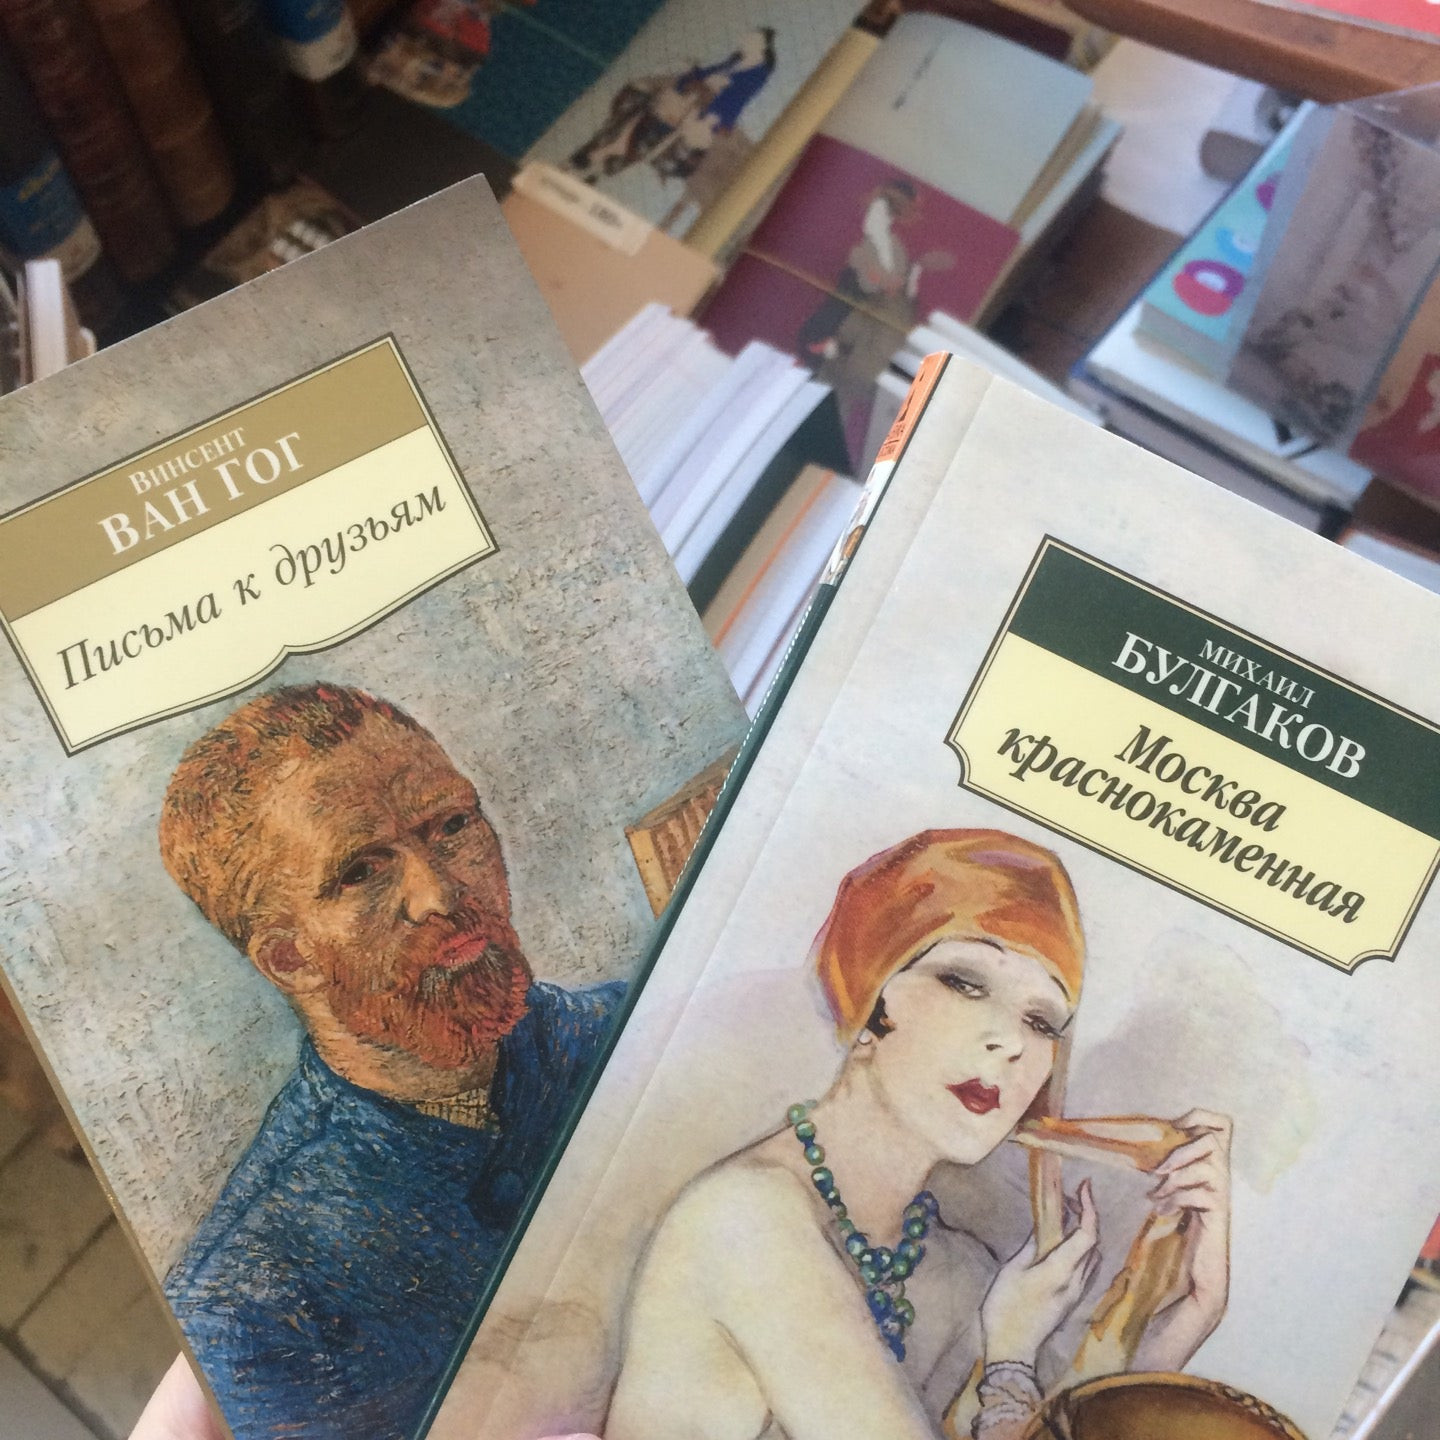 Винсент
ВАН ГОГ
Письма к друзьям
МИХАИЛ
БУЛГАКОВ
Москва
краснокаменная